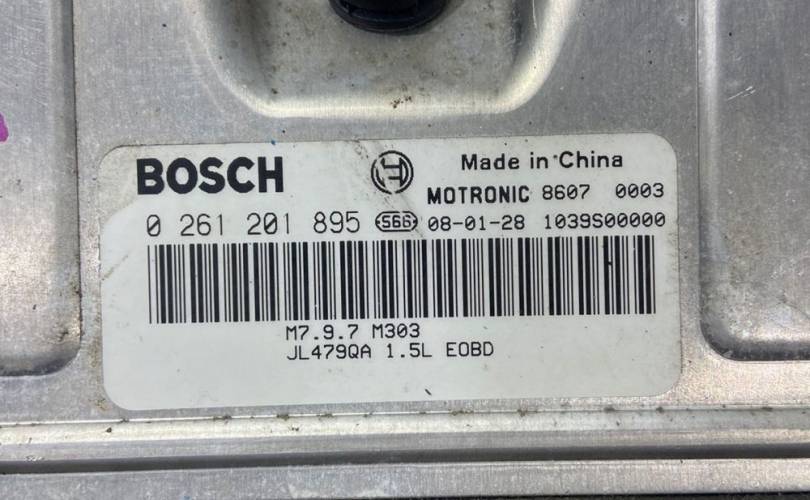 BOSCH
Made in China
MOTRONIC 8607 0003
0 261 201 895 S66 08-01-28 1039S00000
M7.9.7 M303
JL479QA 1.5L EOBD